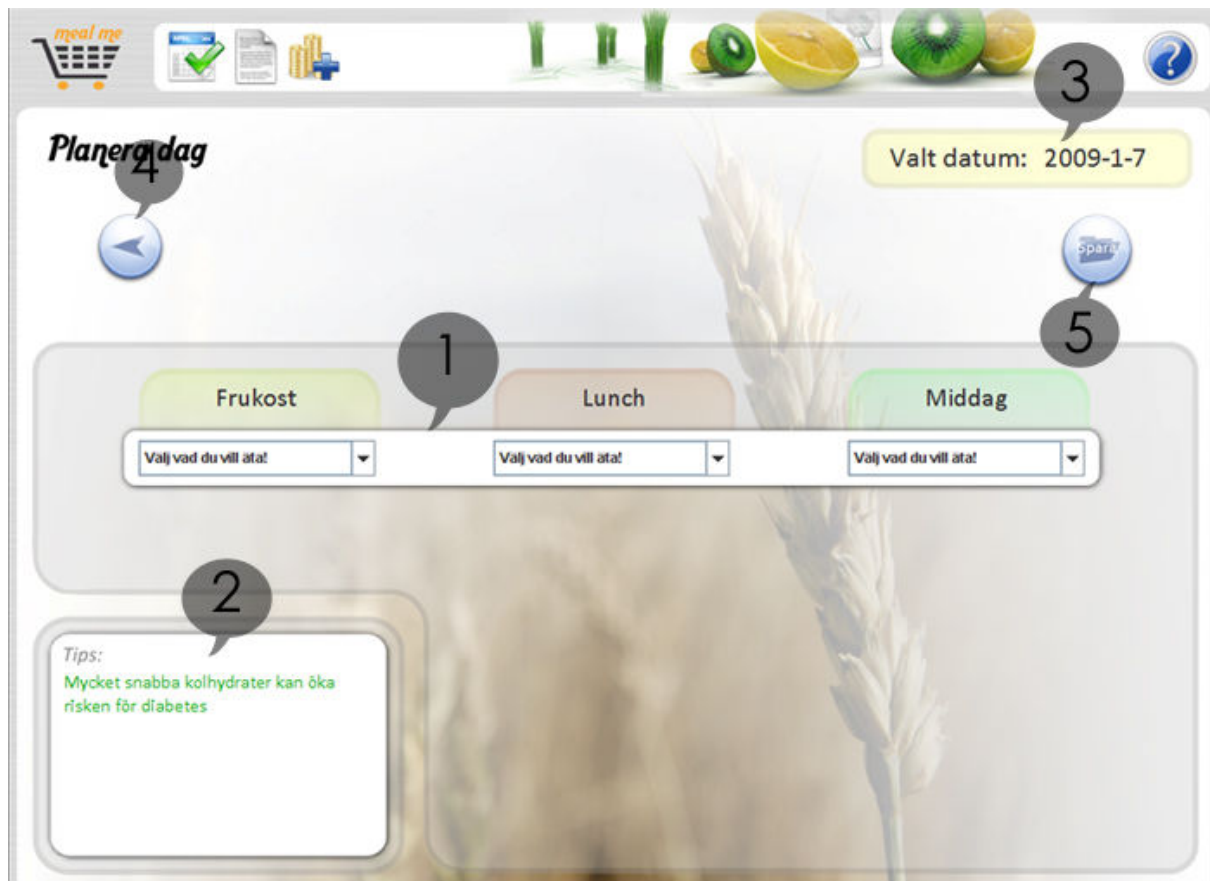 meal me
3
Planera dag
Valt datum: 2009-1-7
4
Spara
5
1
Frukost Lunch Middag
Välj vad du vill äta! Välj vad du vill äta! Välj vad du vill äta!
2
Tips:
Mycket snabba kolhydrater kan öka
risken för diabetes